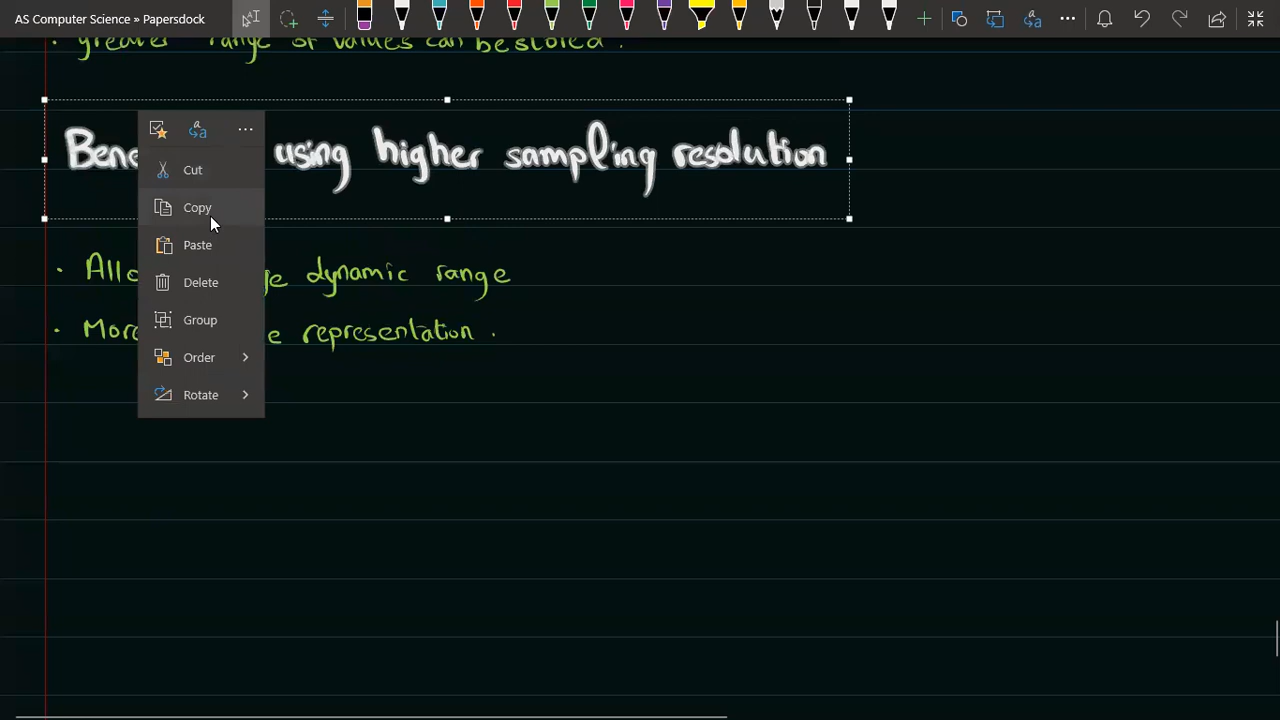 AS Computer Science » Papersdock
· greater range of values can be stored.
Bene using higher sampling resolution
Cut
Copy
Paste
Delete
Group
Order
Rotate
· Allo ge dynamic range
· More e representation.